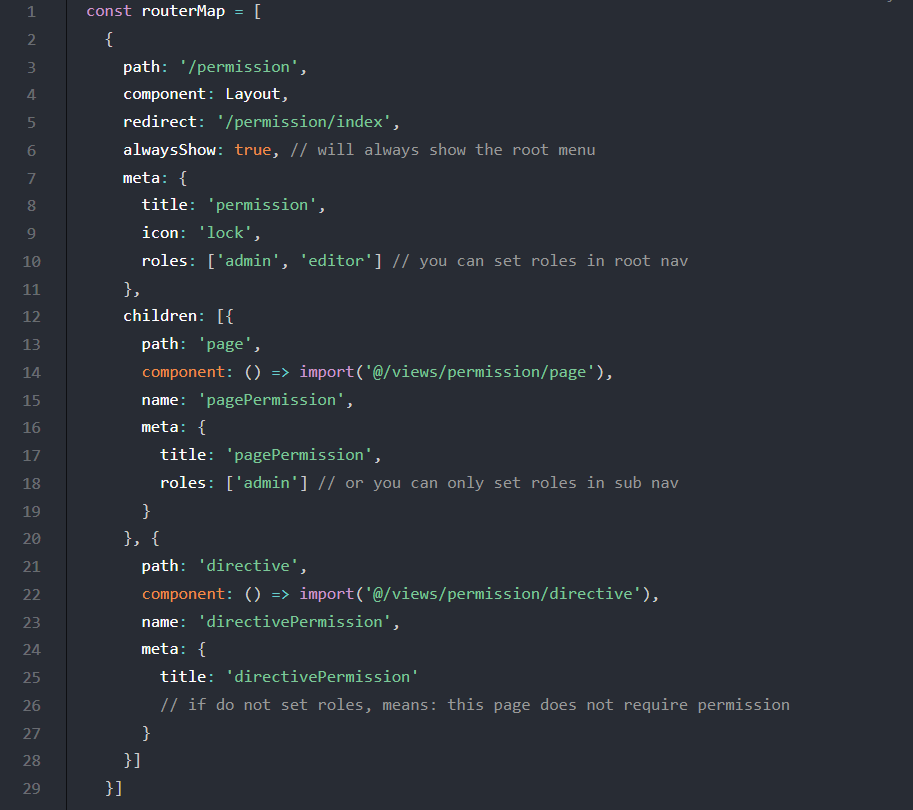 1 const routerMap = [
2   {
3     path: '/permission',
4     component: Layout,
5     redirect: '/permission/index',
6     alwaysShow: true, // will always show the root menu
7     meta: {
8       title: 'permission',
9       icon: 'lock',
10       roles: ['admin', 'editor'] // you can set roles in root nav
11     },
12     children: [{
13       path: 'page',
14       component: () => import('@/views/permission/page'),
15       name: 'pagePermission',
16       meta: {
17         title: 'pagePermission',
18         roles: ['admin'] // or you can only set roles in sub nav
19       }
20     }, {
21       path: 'directive',
22       component: () => import('@/views/permission/directive'),
23       name: 'directivePermission',
24       meta: {
25         title: 'directivePermission'
26         // if do not set roles, means: this page does not require permission
27       }
28     }]
29   }]